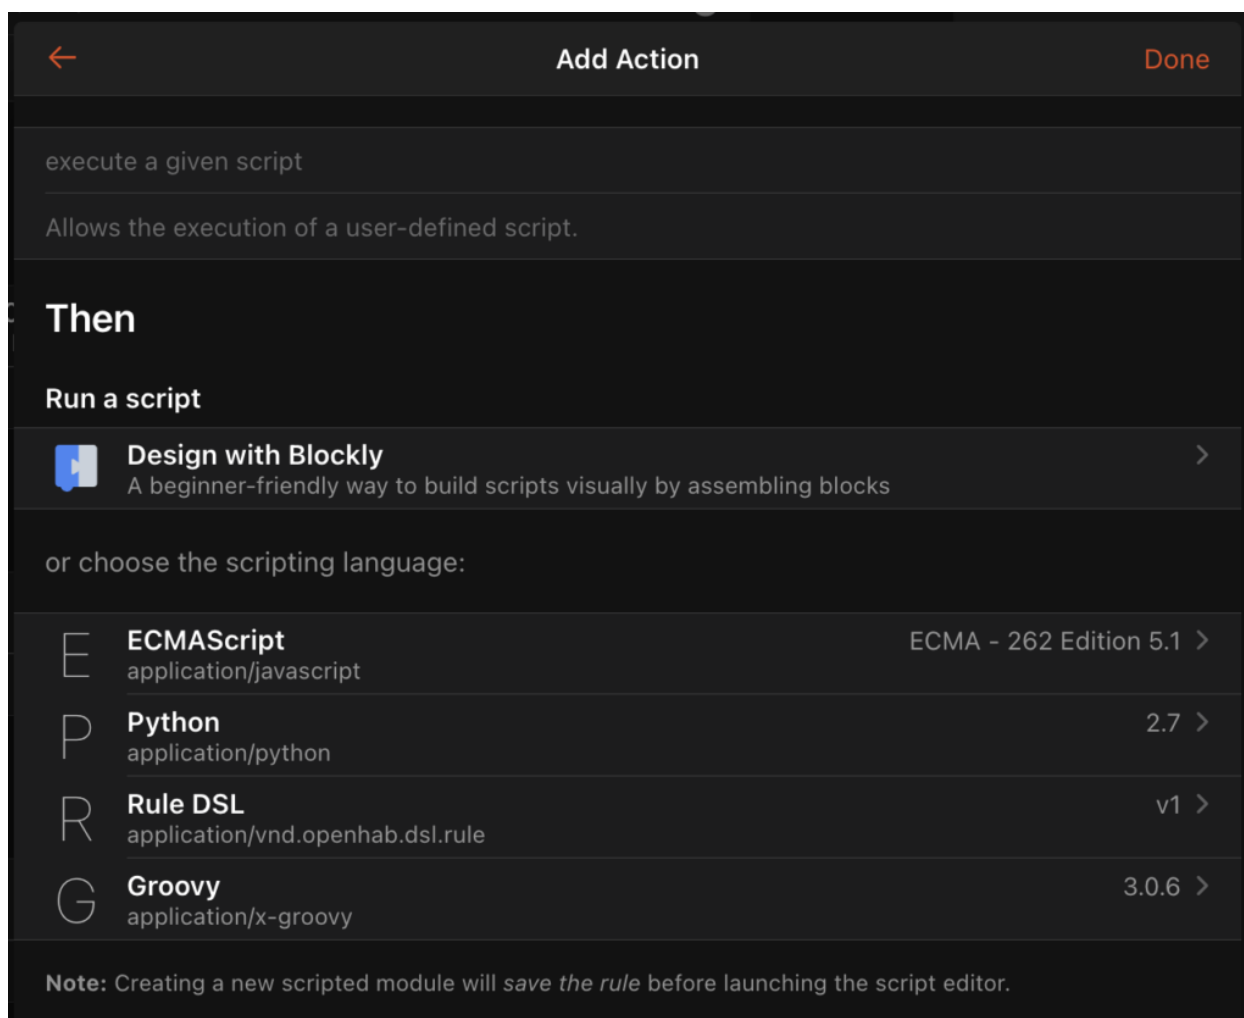 Add Action
Done
execute a given script
Allows the execution of a user-defined script.
Then
Run a script
Design with Blockly
A beginner-friendly way to build scripts visually by assembling blocks
or choose the scripting language:
E
ECMAScript
ECMA - 262 Edition 5.1
application/javascript
P
Python
2.7
application/python
R
Rule DSL
v1
application/vnd.openhab.dsl.rule
G
Groovy
3.0.6
application/x-groovy
Note: Creating a new scripted module will save the rule before launching the script editor.